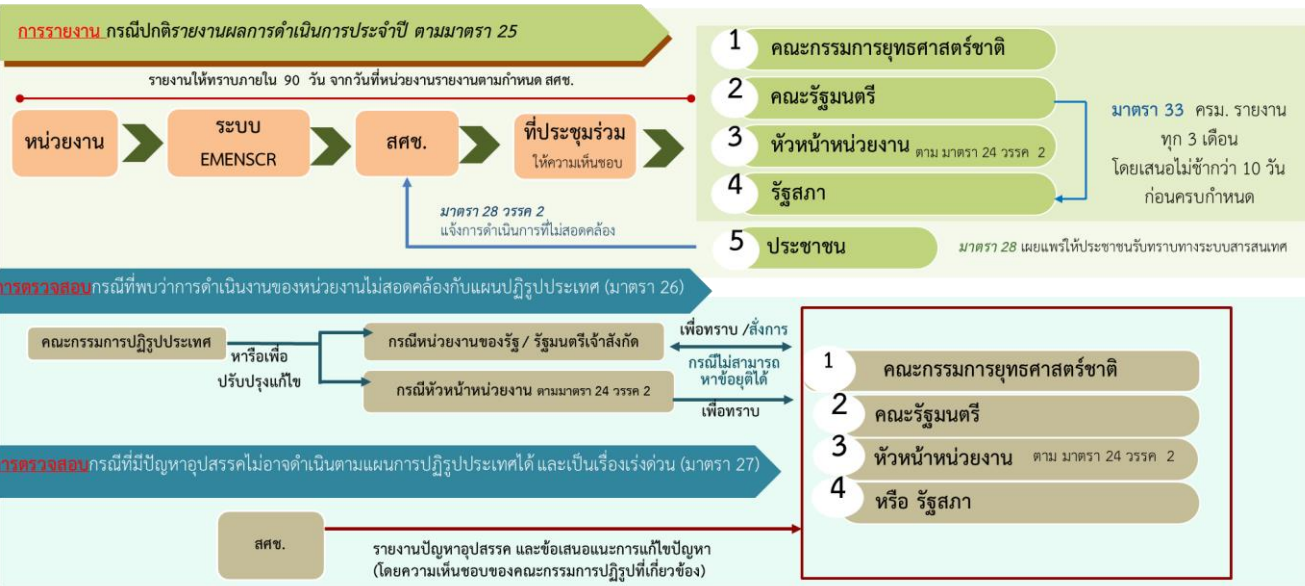 การรายงาน กรณีปกติรายงานผลการดำเนินการประจำปี ตามมาตรา 25
รายงานให้ทราบภายใน 90 วัน จากวันที่หน่วยงานรายงานตามกำหนด สศช.
หน่วยงาน
ระบบ
EMENSCR
สศช.
ที่ประชุมร่วม
ให้ความเห็นชอบ
1 คณะกรรมการยุทธศาสตร์ชาติ
2 คณะรัฐมนตรี
3 หัวหน้าหน่วยงาน ตาม มาตรา 24 วรรค 2
4 รัฐสภา
5 ประชาชน
มาตรา 33 ครม. รายงาน
ทุก 3 เดือน
โดยเสนอไม่ช้ากว่า 10 วัน
ก่อนครบกำหนด
มาตรา 28 วรรค 2
แจ้งการดำเนินการที่ไม่สอดคล้อง
มาตรา 28 เผยแพร่ให้ประชาชนรับทราบทางระบบสารสนเทศ
การตรวจสอบกรณีที่พบว่าการดำเนินงานของหน่วยงานไม่สอดคล้องกับแผนปฏิรูปประเทศ (มาตรา 26)
คณะกรรมการปฏิรูปประเทศ
หารือเพื่อ
ปรับปรุงแก้ไข
กรณีหน่วยงานของรัฐ / รัฐมนตรีเจ้าสังกัด
กรณีหัวหน้าหน่วยงาน ตามมาตรา 24 วรรค 2
เพื่อทราบ /สั่งการ
กรณีไม่สามารถ
หาข้อยุติได้
เพื่อทราบ
1 คณะกรรมการยุทธศาสตร์ชาติ
2 คณะรัฐมนตรี
3 หัวหน้าหน่วยงาน ตาม มาตรา 24 วรรค 2
4 หรือ รัฐสภา
การตรวจสอบกรณีที่มีปัญหาอุปสรรคไม่อาจดำเนินตามแผนการปฏิรูปประเทศได้ และเป็นเรื่องเร่งด่วน (มาตรา 27)
สศช.
รายงานปัญหาอุปสรรค และข้อเสนอแนะการแก้ไขปัญหา
(โดยความเห็นชอบของคณะกรรมการปฏิรูปที่เกี่ยวข้อง)